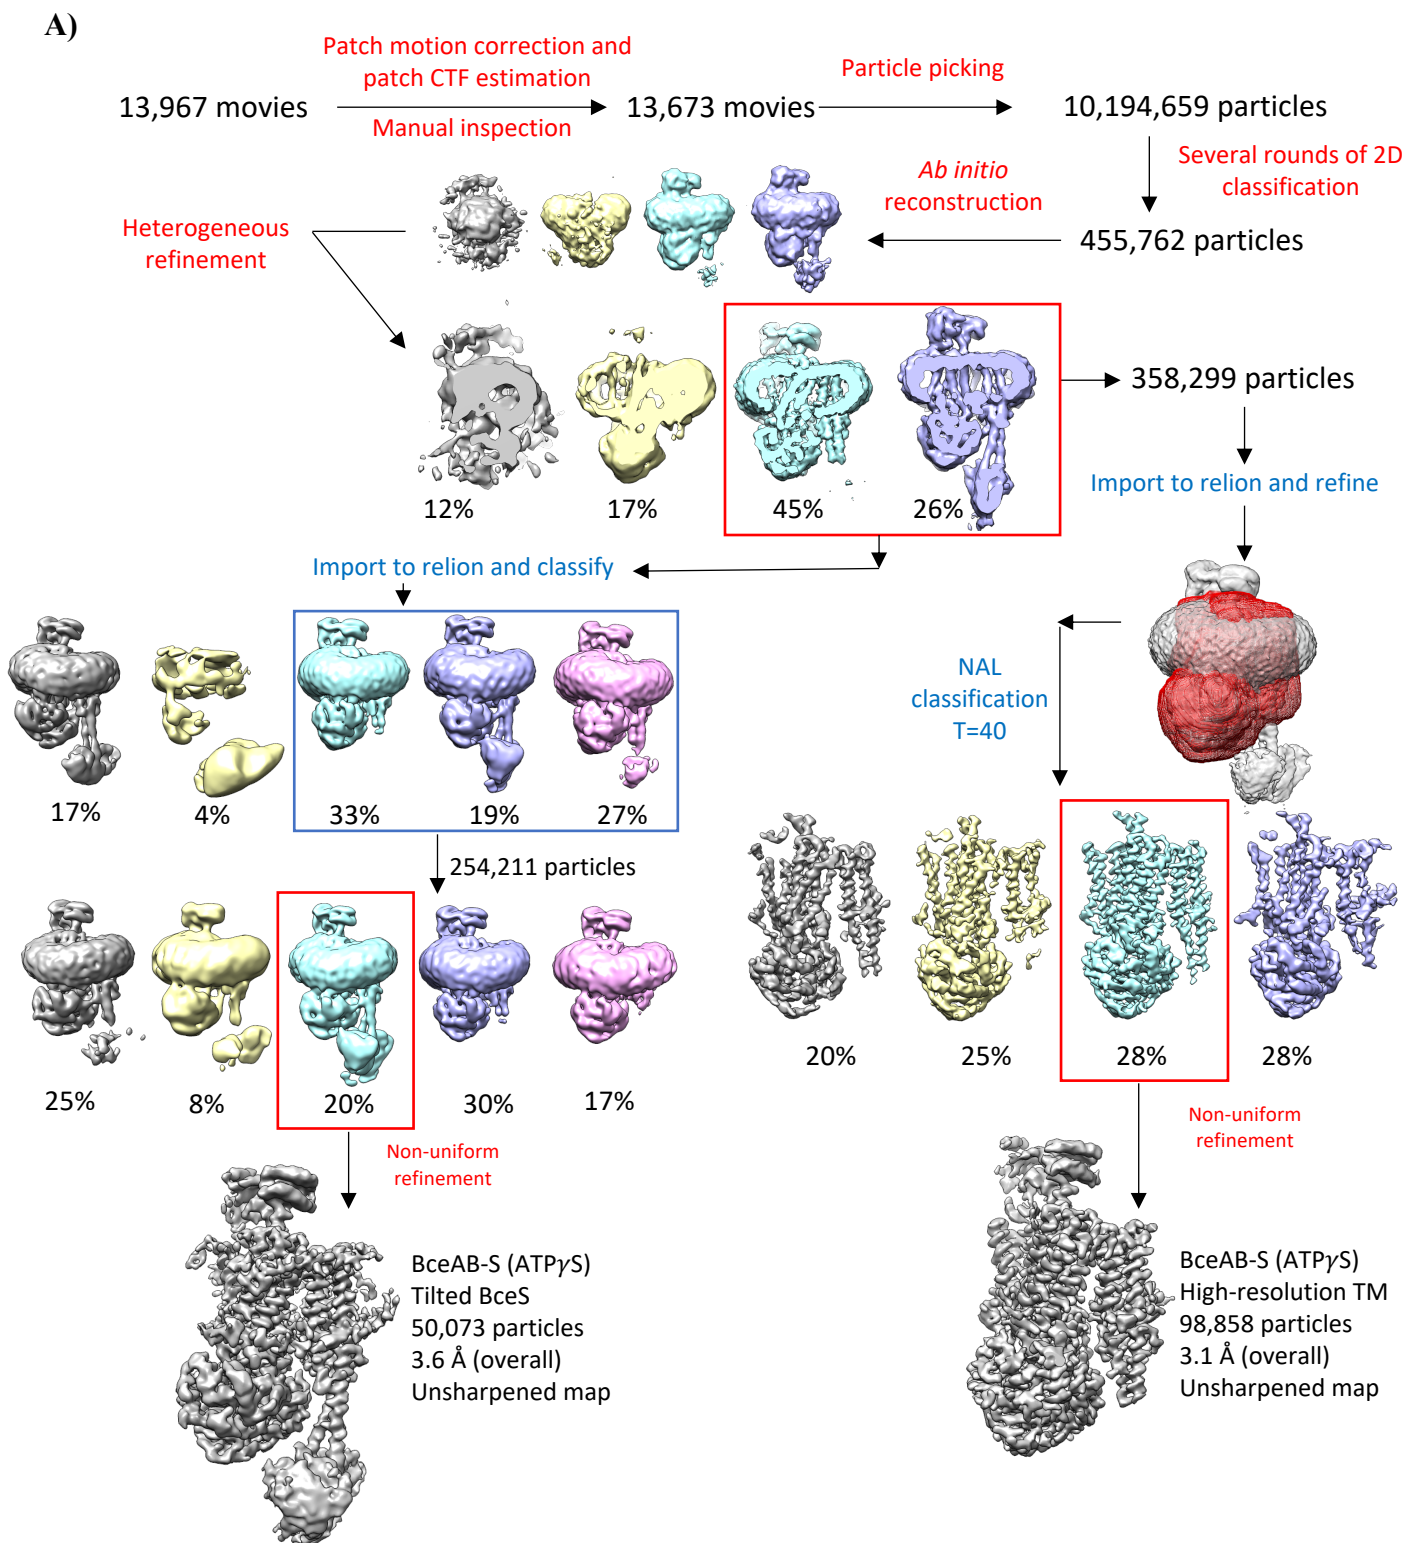 A)
Patch motion correction and
patch CTF estimation
Particle picking
13,967 movies
13,673 movies
10,194,659 particles
Manual inspection
Several rounds of 2D
classification
Ab initio
reconstruction
Heterogeneous
refinement
455,762 particles
358,299 particles
12%
17%
45%
26%
Import to relion and refine
Import to relion and classify
NAL
classification
T=40
17%
4%
33%
19%
27%
254,211 particles
25%
8%
20%
30%
17%
20%
25%
28%
28%
Non-uniform
refinement
Non-uniform
refinement
BceAB-S (ATPγS)
Tilted BceS
50,073 particles
3.6 Å (overall)
Unsharpened map
BceAB-S (ATPγS)
High-resolution TM
98,858 particles
3.1 Å (overall)
Unsharpened map